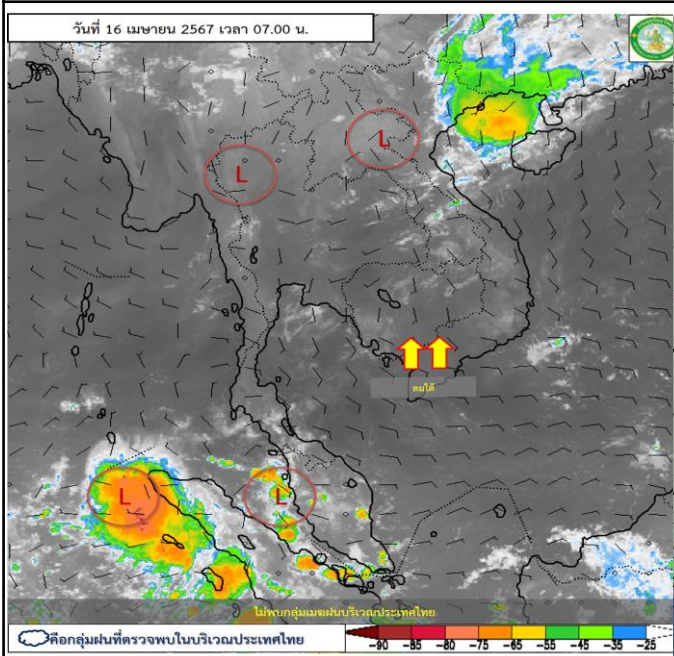 วันที่ 16 เมษายน 2567 เวลา 07.00 น.
L
L
ลมใต้
L
L
ไม่พบกลุ่มเมฆฝนบริเวณประเทศไทย
คือกลุ่มฝนที่ตรวจพบในบริเวณประเทศไทย
-90 -85 -80 -75 -65 -55 -45 -35 -25